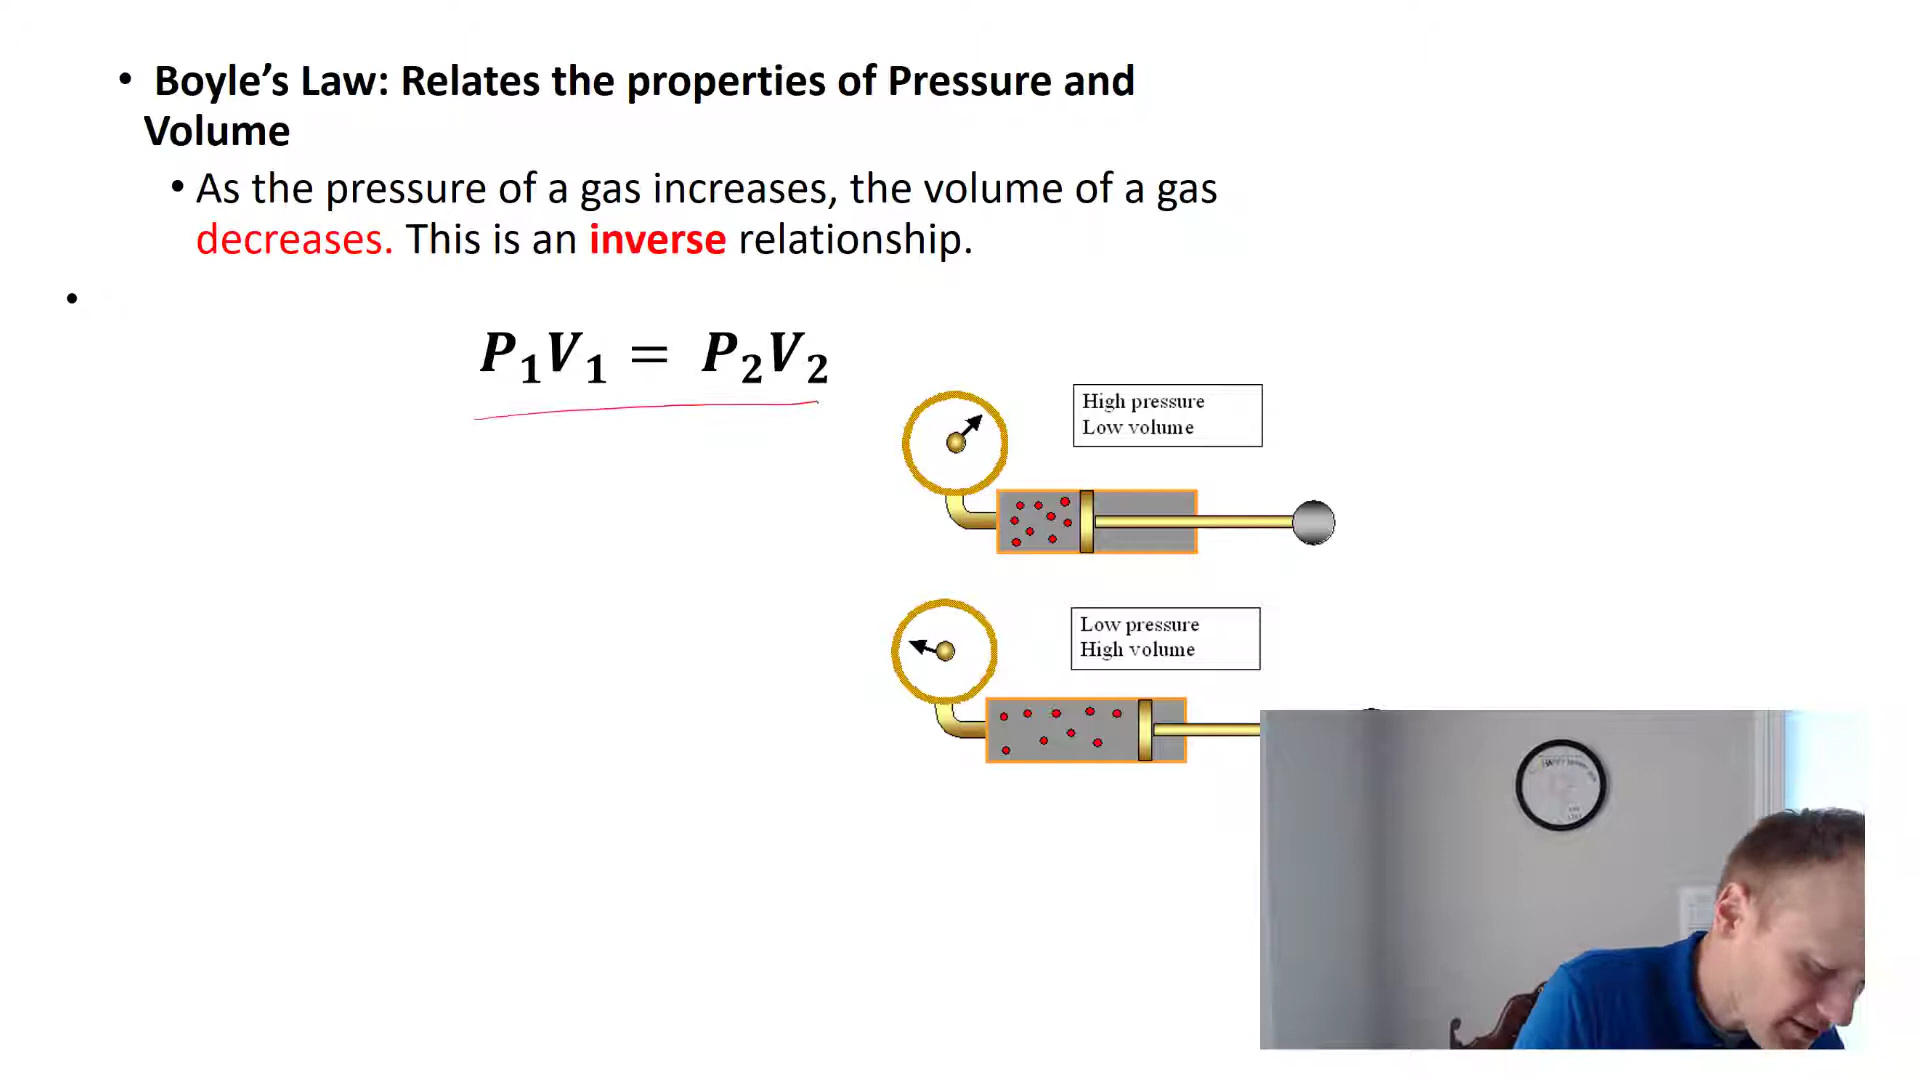 • Boyle’s Law: Relates the properties of Pressure and
Volume
• As the pressure of a gas increases, the volume of a gas
decreases. This is an inverse relationship.
•
P₁V₁ = P₂V₂
High pressure
Low volume
Low pressure
High volume